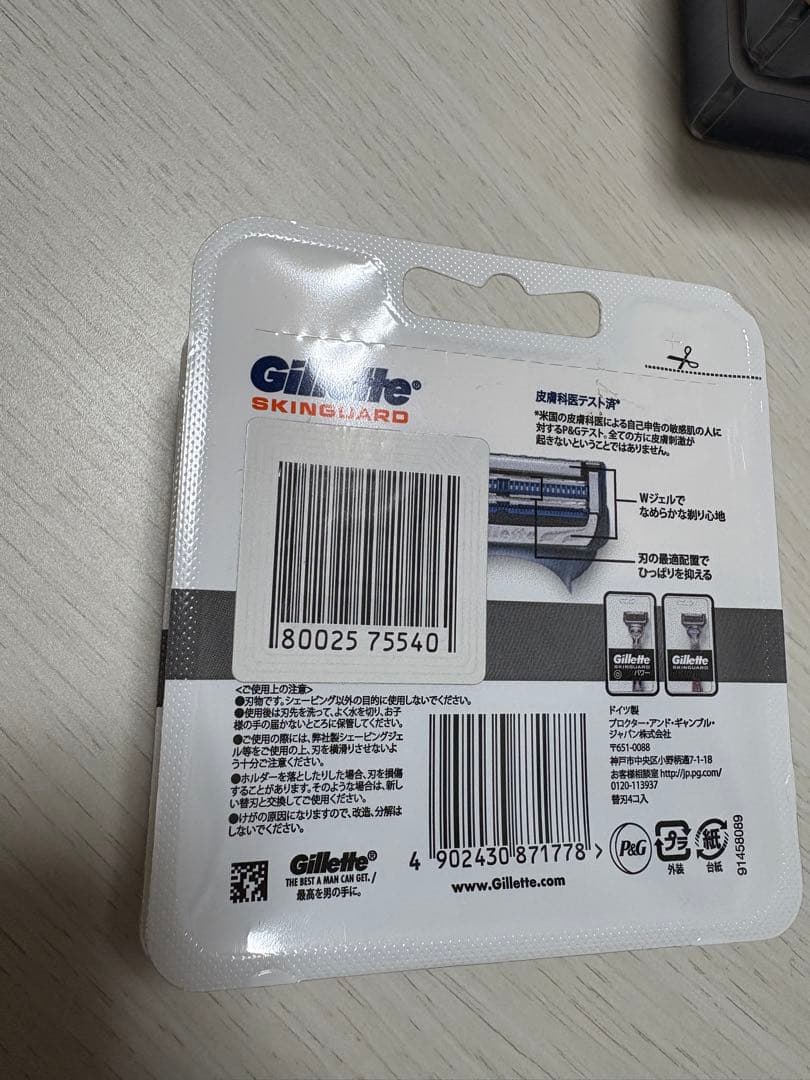 Gillette®
SKINGUARD
皮膚科医テスト済*
*米国の皮膚科医による自己申告の敏感肌の人に
対するP&Gテスト。全ての方に皮膚刺激が
起きないということではありません。
Wジェルで
なめらかな剃り心地
刃の最適配置で
ひっぱりを抑える
80025 75540
Gillette
SKINGUARD
パワー
Gillette
SKINGUARD
<ご使用上の注意>
●刃物です。シェービング以外の目的に使用しないでください。
●使用後は刃先を洗って、よく水を切り、お子
様の手の届かないところに保管してください。
●ご使用の際には、弊社製シェービングジェ
ル等をご使用の上、刃を横滑りさせないよ
う十分ご注意ください。
●ホルダーを落としたりした場合、刃を損傷
することがあります。そのような場合は、新し
い替刃と交換してご使用ください。
●けがの原因になりますので、改造、分解は
しないでください。
ドイツ製
プロクター・アンド・ギャンブル・
ジャパン株式会社
〒651-0088
神戸市中央区小野柄通7-1-18
お客様相談室 http://jp.pg.com/
0120-113937
替刃4コ入
4 902430 871778 >
P&G
プラ
外装
紙
台紙
91458089
Gillette®
THE BEST A MAN CAN GET. /
最高を男の手に。
www.Gillette.com